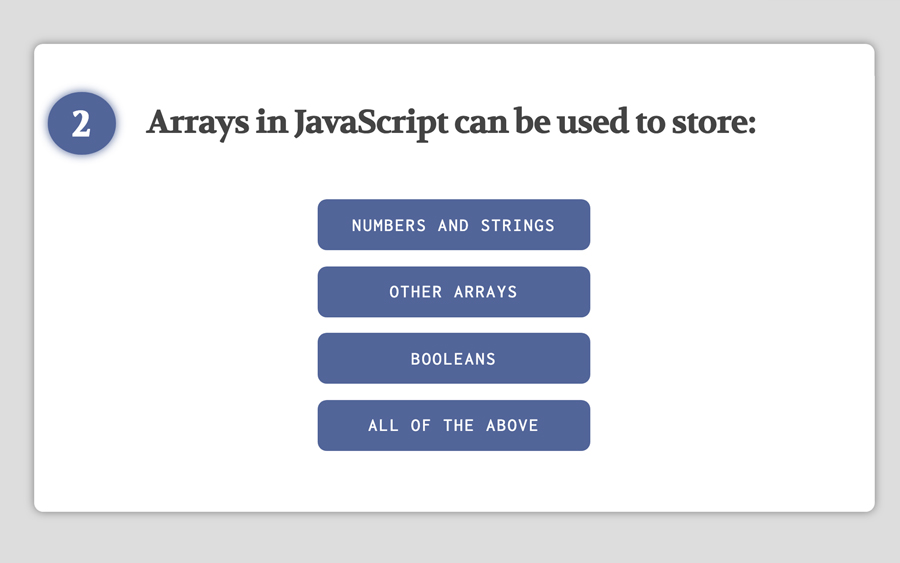 2
Arrays in JavaScript can be used to store:
NUMBERS AND STRINGS
OTHER ARRAYS
BOOLEANS
ALL OF THE ABOVE